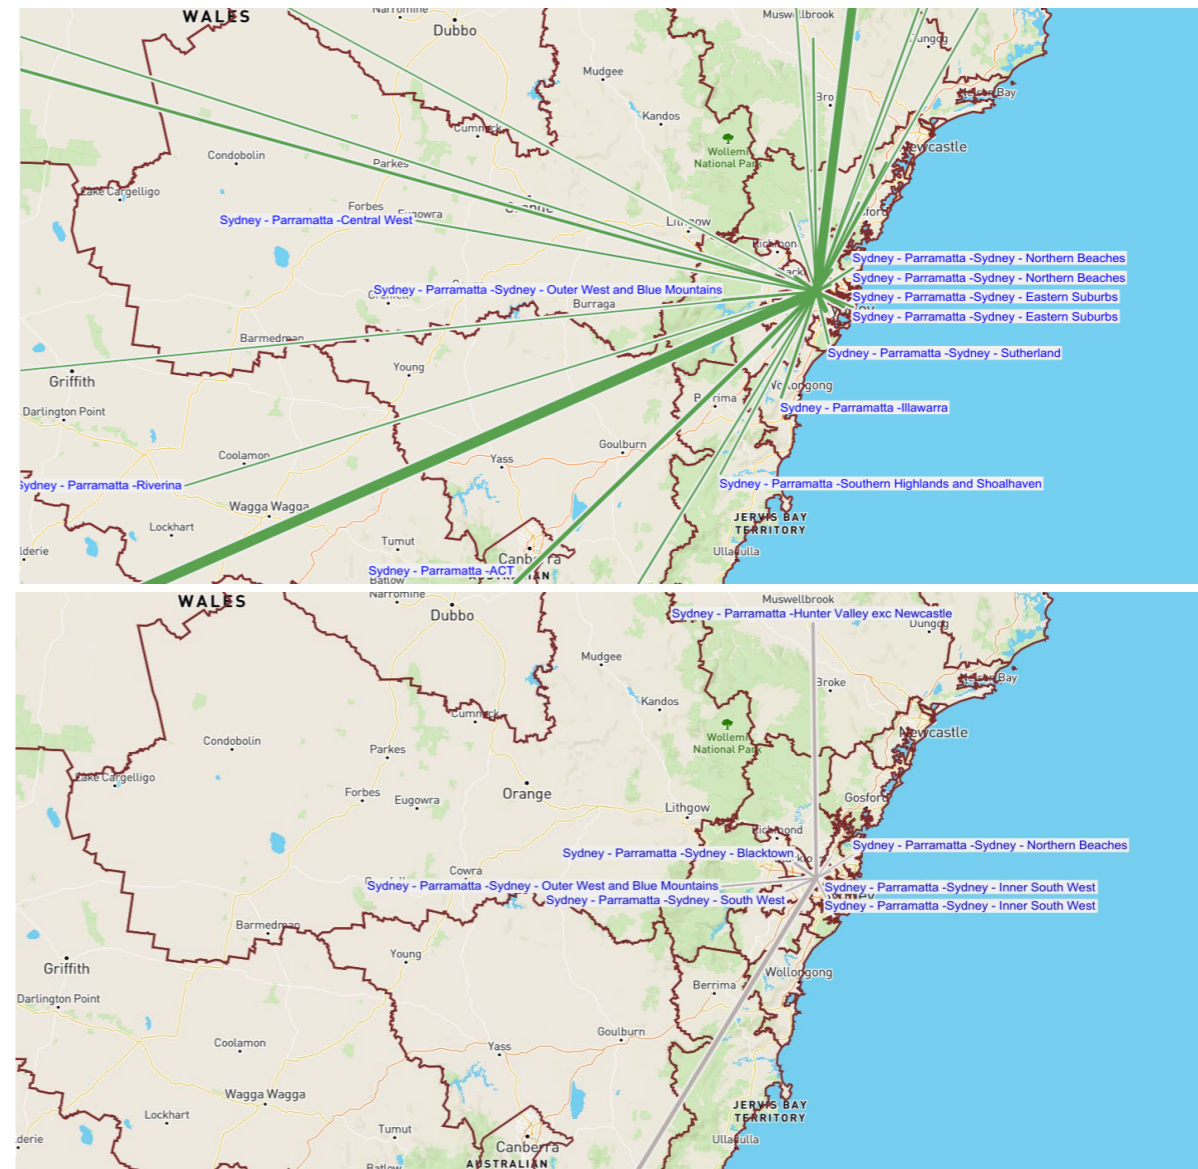 WALES
Narromine
Dubbo
Muswellbrook
Dungog
Mudgee
Nelson Bay
Bro
Kandos
Cumnock
Wollemi
National Park
Newcastle
Condobolin
Parkes
Lake Cargelligo
Forbes
Eugowra
Orange
Lithgow
Gosford
Sydney - Parramatta -Central West
Richmon
Sydney - Parramatta -Sydney - Northern Beaches
Sydney - Parramatta -Sydney - Northern Beaches
Sydney - Parramatta -Sydney - Outer West and Blue Mountains
Sydney - Parramatta -Sydney - Eastern Suburbs
Burraga
Sydney - Parramatta -Sydney - Eastern Suburbs
Barmedman
Sydney - Parramatta -Sydney - Sutherland
Young
Griffith
Wollongong
Berrima
Sydney - Parramatta -Illawarra
Darlington Point
Goulburn
Coolamon
Yass
Sydney - Parramatta -Riverina
Sydney - Parramatta -Southern Highlands and Shoalhaven
Wagga Wagga
JERVIS BAY
TERRITORY
Lockhart
Tumut
Ulladulla
lderie
Canberra
Sydney - Parramatta -ACT
AUSTRALIAN
Batlow
WALES
Narromine
Dubbo
Muswellbrook
Sydney - Parramatta -Hunter Valley exc Newcastle
Dungog
Mudgee
Nelson Bay
Broke
Kandos
Cumnock
Wollemi
National Park
Newcastle
Condobolin
Parkes
Lake Cargelligo
Forbes
Eugowra
Orange
Gosford
Lithgow
Richmond
Sydney - Parramatta -Sydney - Northern Beaches
Sydney - Parramatta -Sydney - Blacktown
Cowra
Sydney - Parramatta -Sydney - Outer West and Blue Mountains
Sydney - Parramatta -Sydney - Inner South West
Sydney - Parramatta -Sydney - South West
Sydney - Parramatta -Sydney - Inner South West
Barmedman
Young
Griffith
Wollongong
Berrima
Darlington Point
Goulburn
Coolamon
Yass
Wagga Wagga
JERVIS BAY
TERRITORY
Lockhart
Tumut
Ulladulla
lderie
Canberra
AUSTRALIAN
Batlow